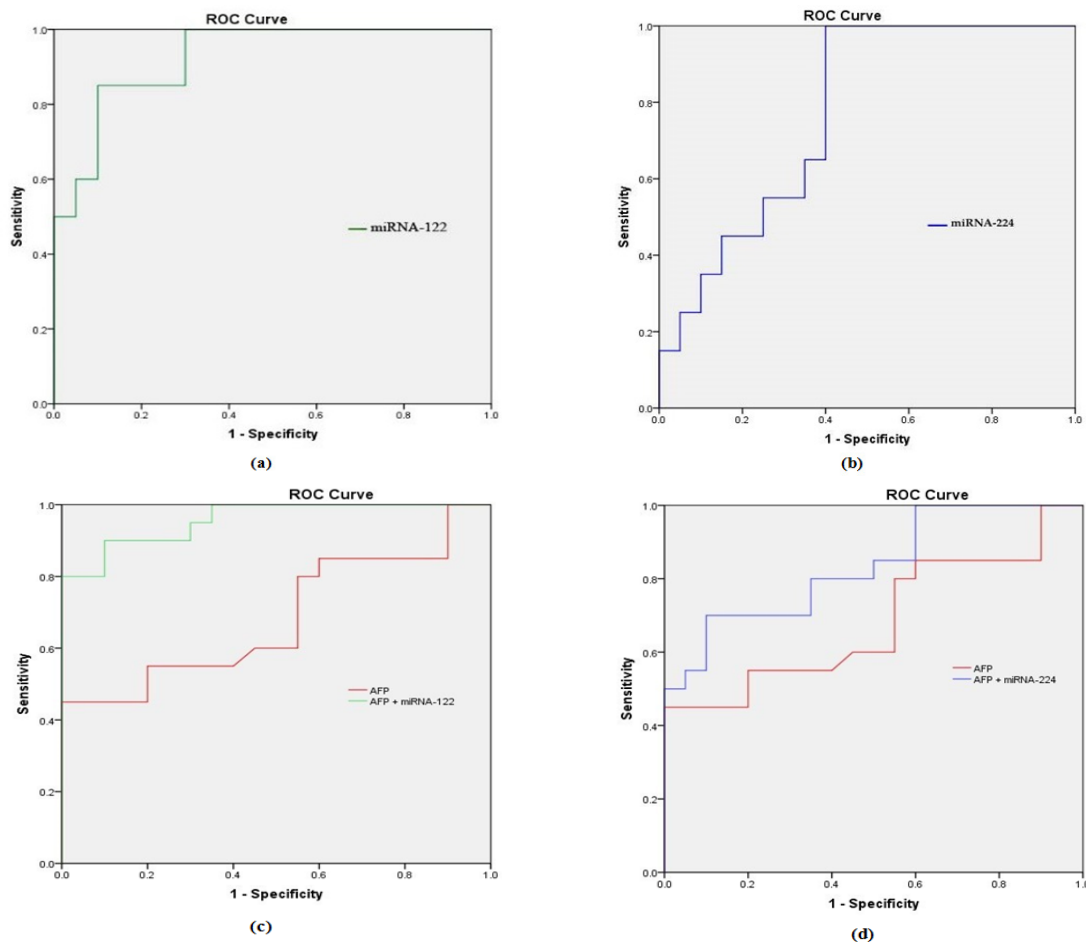 ROC Curve
1.0
0.8
0.6
0.4
0.2
0.0
Sensitivity
miRNA-122
0.0 0.2 0.4 0.6 0.8 1.0
1 - Specificity
(a)
ROC Curve
1.0
0.8
0.6
0.4
0.2
0.0
Sensitivity
miRNA-224
0.0 0.2 0.4 0.6 0.8 1.0
1 - Specificity
(b)
ROC Curve
1.0
0.8
0.6
0.4
0.2
0.0
Sensitivity
AFP
AFP + miRNA-122
0.0 0.2 0.4 0.6 0.8 1.0
1 - Specificity
(c)
ROC Curve
1.0
0.8
0.6
0.4
0.2
0.0
Sensitivity
AFP
AFP + miRNA-224
0.0 0.2 0.4 0.6 0.8 1.0
1 - Specificity
(d)